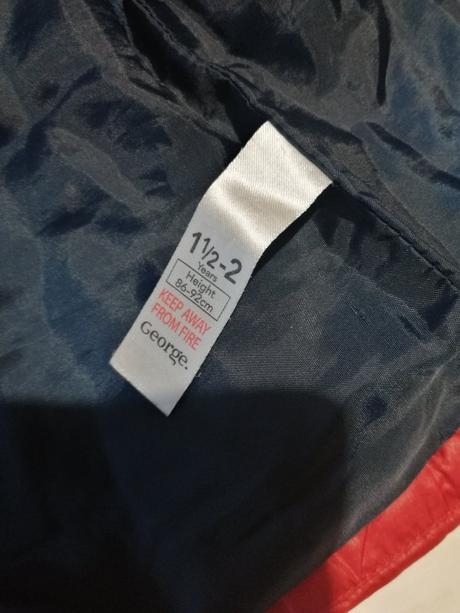 1½-2
Years
Height
86-92cm
KEEP AWAY
FROM FIRE
George.